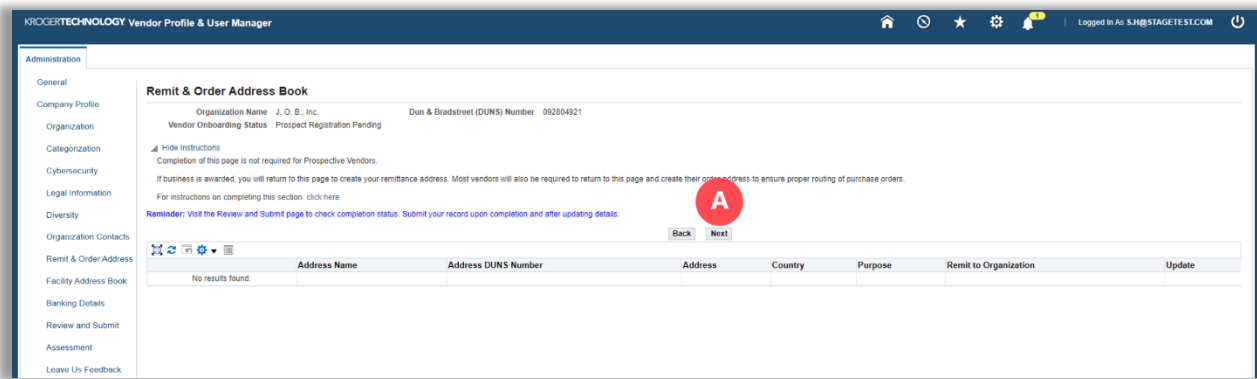 KROGERTECHNOLOGY Vendor Profile & User Manager
1
Logged In As S.H@STAGETEST.COM
Administration
General
Company Profile
Organization
Categorization
Cybersecurity
Legal Information
Diversity
Organization Contacts
Remit & Order Address
Facility Address Book
Banking Details
Review and Submit
Assessment
Leave Us Feedback
Remit & Order Address Book
Organization Name J. O. B., Inc. Dun & Bradstreet (DUNS) Number 092804921
Vendor Onboarding Status Prospect Registration Pending
Hide Instructions
Completion of this page is not required for Prospective Vendors.
If business is awarded, you will return to this page to create your remittance address. Most vendors will also be required to return to this page and create their order address to ensure proper routing of purchase orders.
For instructions on completing this section click here
A
Reminder: Visit the Review and Submit page to check completion status. Submit your record upon completion and after updating details.
Back Next
Address Name Address DUNS Number Address Country Purpose Remit to Organization Update
No results found.